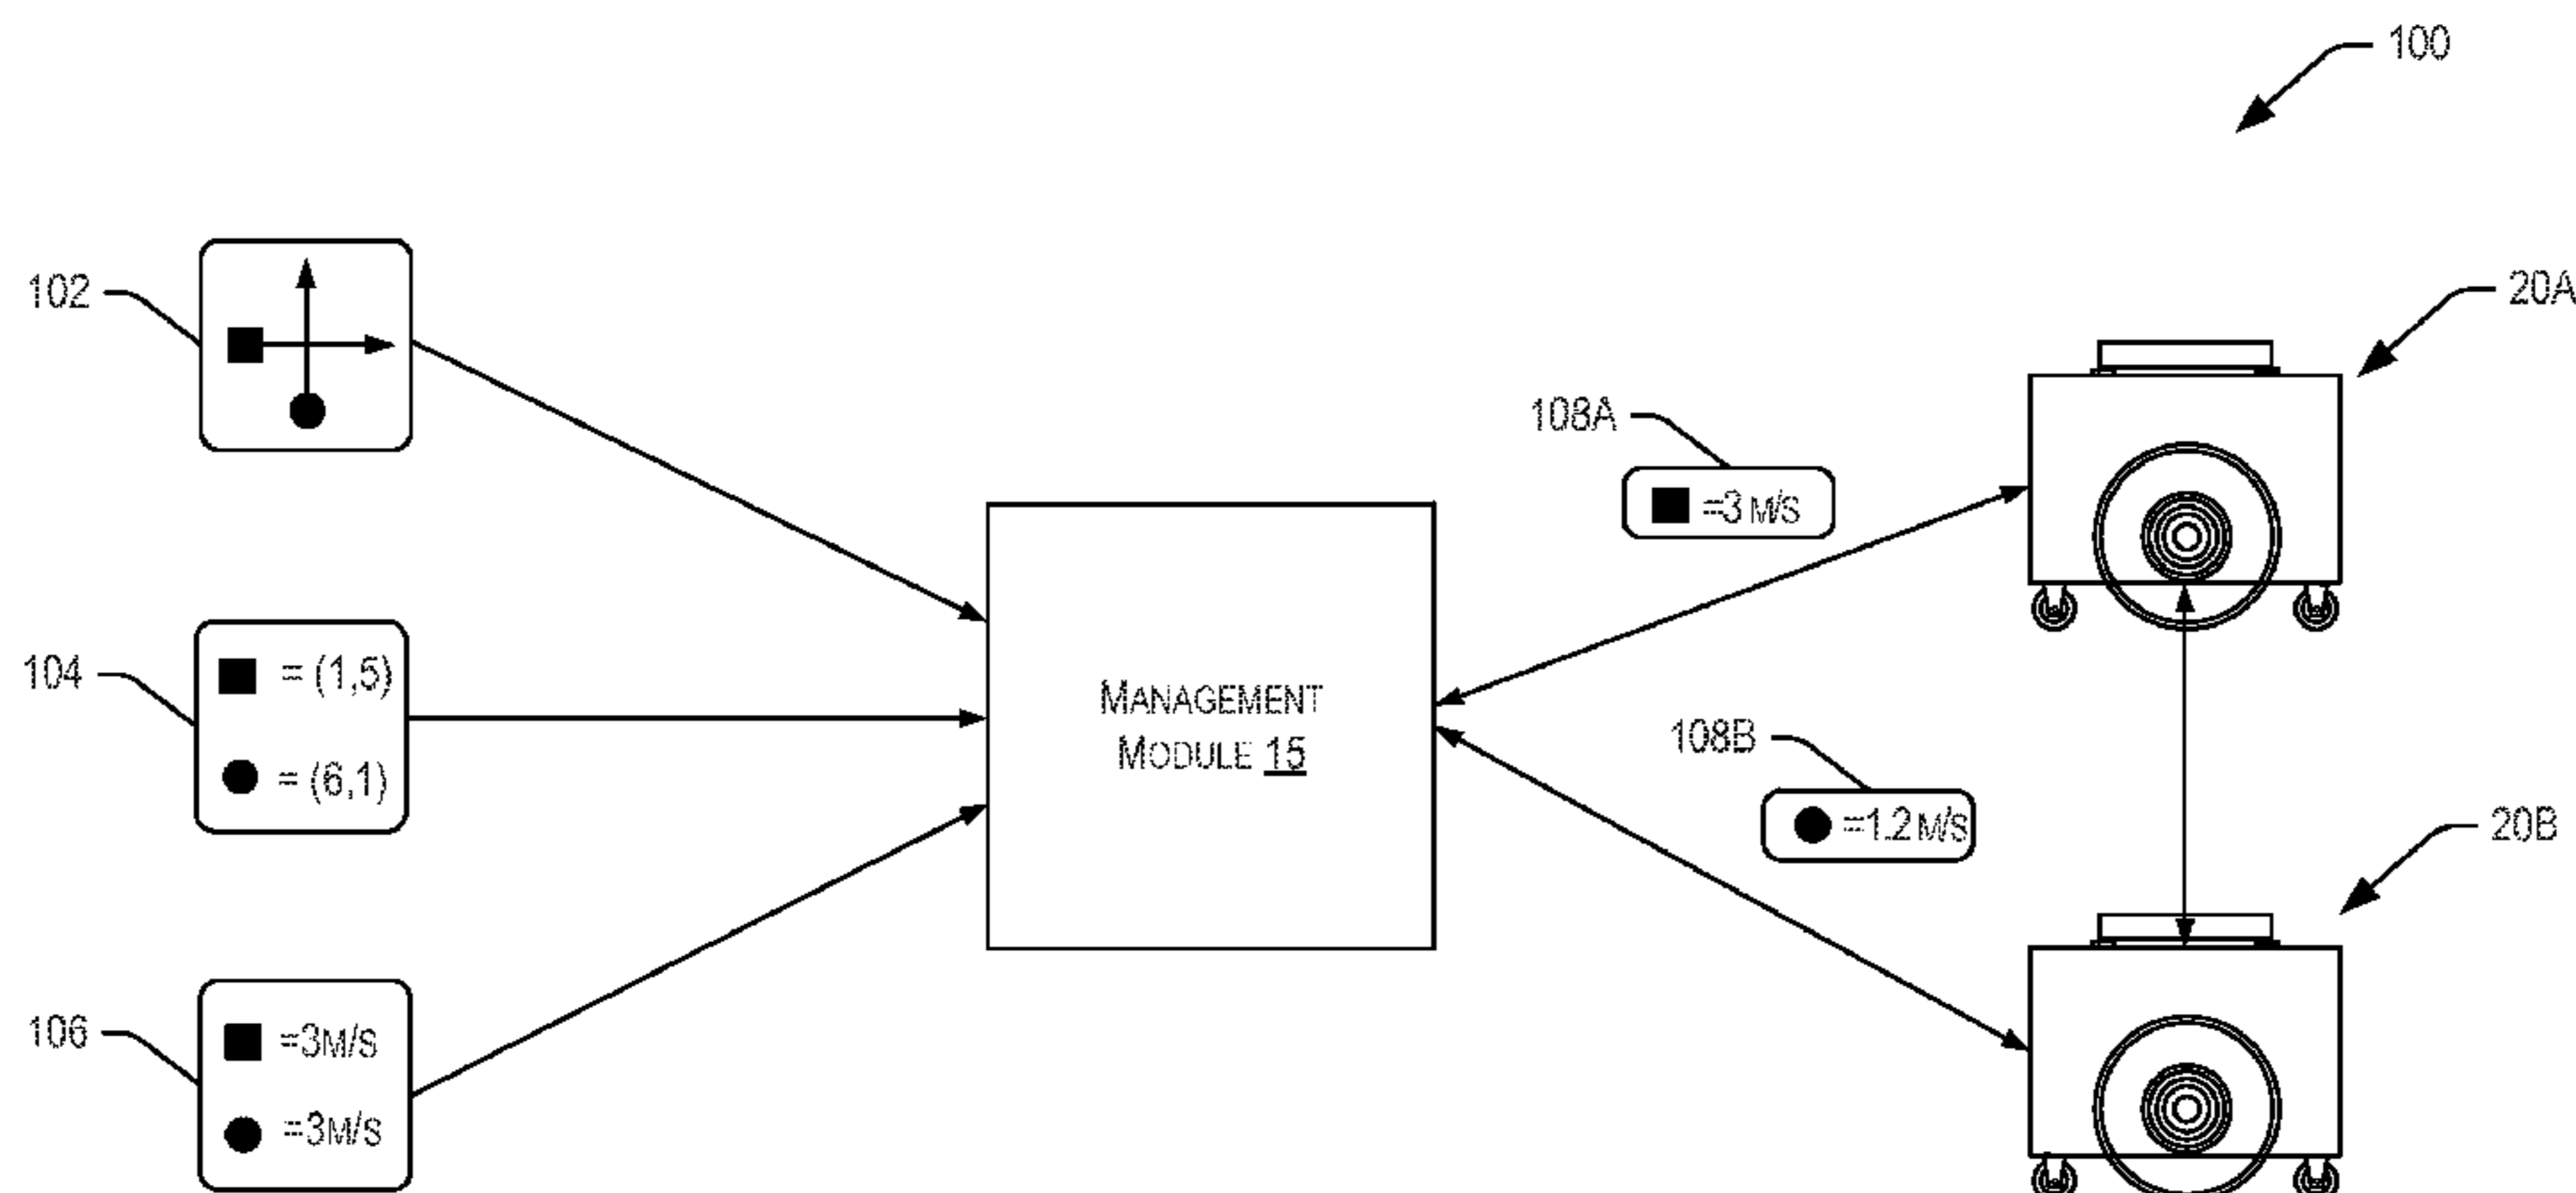 100
102
20A
108A
=3 M/S
104
= (1,5)
= (6,1)
MANAGEMENT
MODULE 15
108B
=1.2 M/S
20B
106
=3M/S
=3M/S